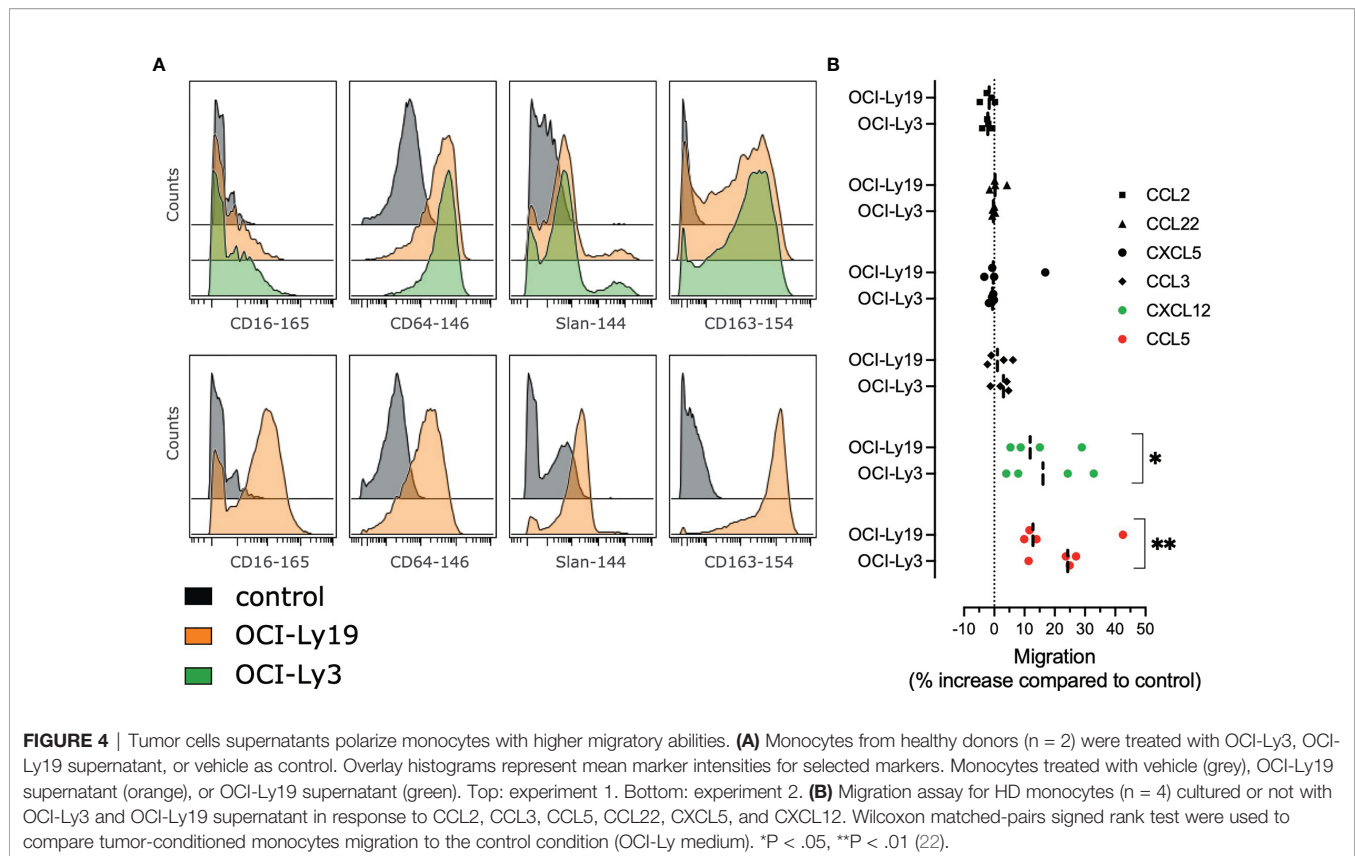 A
Counts
CD16-165
CD64-146
Slan-144
CD163-154
Counts
CD16-165
CD64-146
Slan-144
CD163-154
control
OCI-Ly19
OCI-Ly3
B
OCI-Ly19
OCI-Ly3
OCI-Ly19
OCI-Ly3
OCI-Ly19
OCI-Ly3
OCI-Ly19
OCI-Ly3
OCI-Ly19
OCI-Ly3
*
OCI-Ly19
OCI-Ly3
**
CCL2
CCL22
CXCL5
CCL3
CXCL12
CCL5
-10 0 10 20 30 40 50
Migration
(% increase compared to control)
FIGURE 4 | Tumor cells supernatants polarize monocytes with higher migratory abilities. (A) Monocytes from healthy donors (n = 2) were treated with OCI-Ly3, OCI-
Ly19 supernatant, or vehicle as control. Overlay histograms represent mean marker intensities for selected markers. Monocytes treated with vehicle (grey), OCI-Ly19
supernatant (orange), or OCI-Ly19 supernatant (green). Top: experiment 1. Bottom: experiment 2. (B) Migration assay for HD monocytes (n = 4) cultured or not with
OCI-Ly3 and OCI-Ly19 supernatant in response to CCL2, CCL3, CCL5, CCL22, CXCL5, and CXCL12. Wilcoxon matched-pairs signed rank test were used to
compare tumor-conditioned monocytes migration to the control condition (OCI-Ly medium). *P < .05, **P < .01 (22).